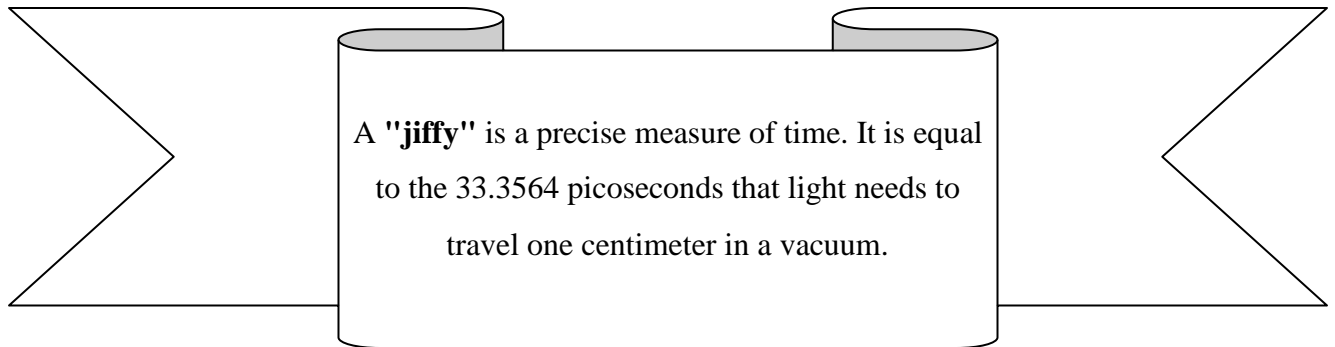 A "jiffy" is a precise measure of time. It is equal
to the 33.3564 picoseconds that light needs to
travel one centimeter in a vacuum.